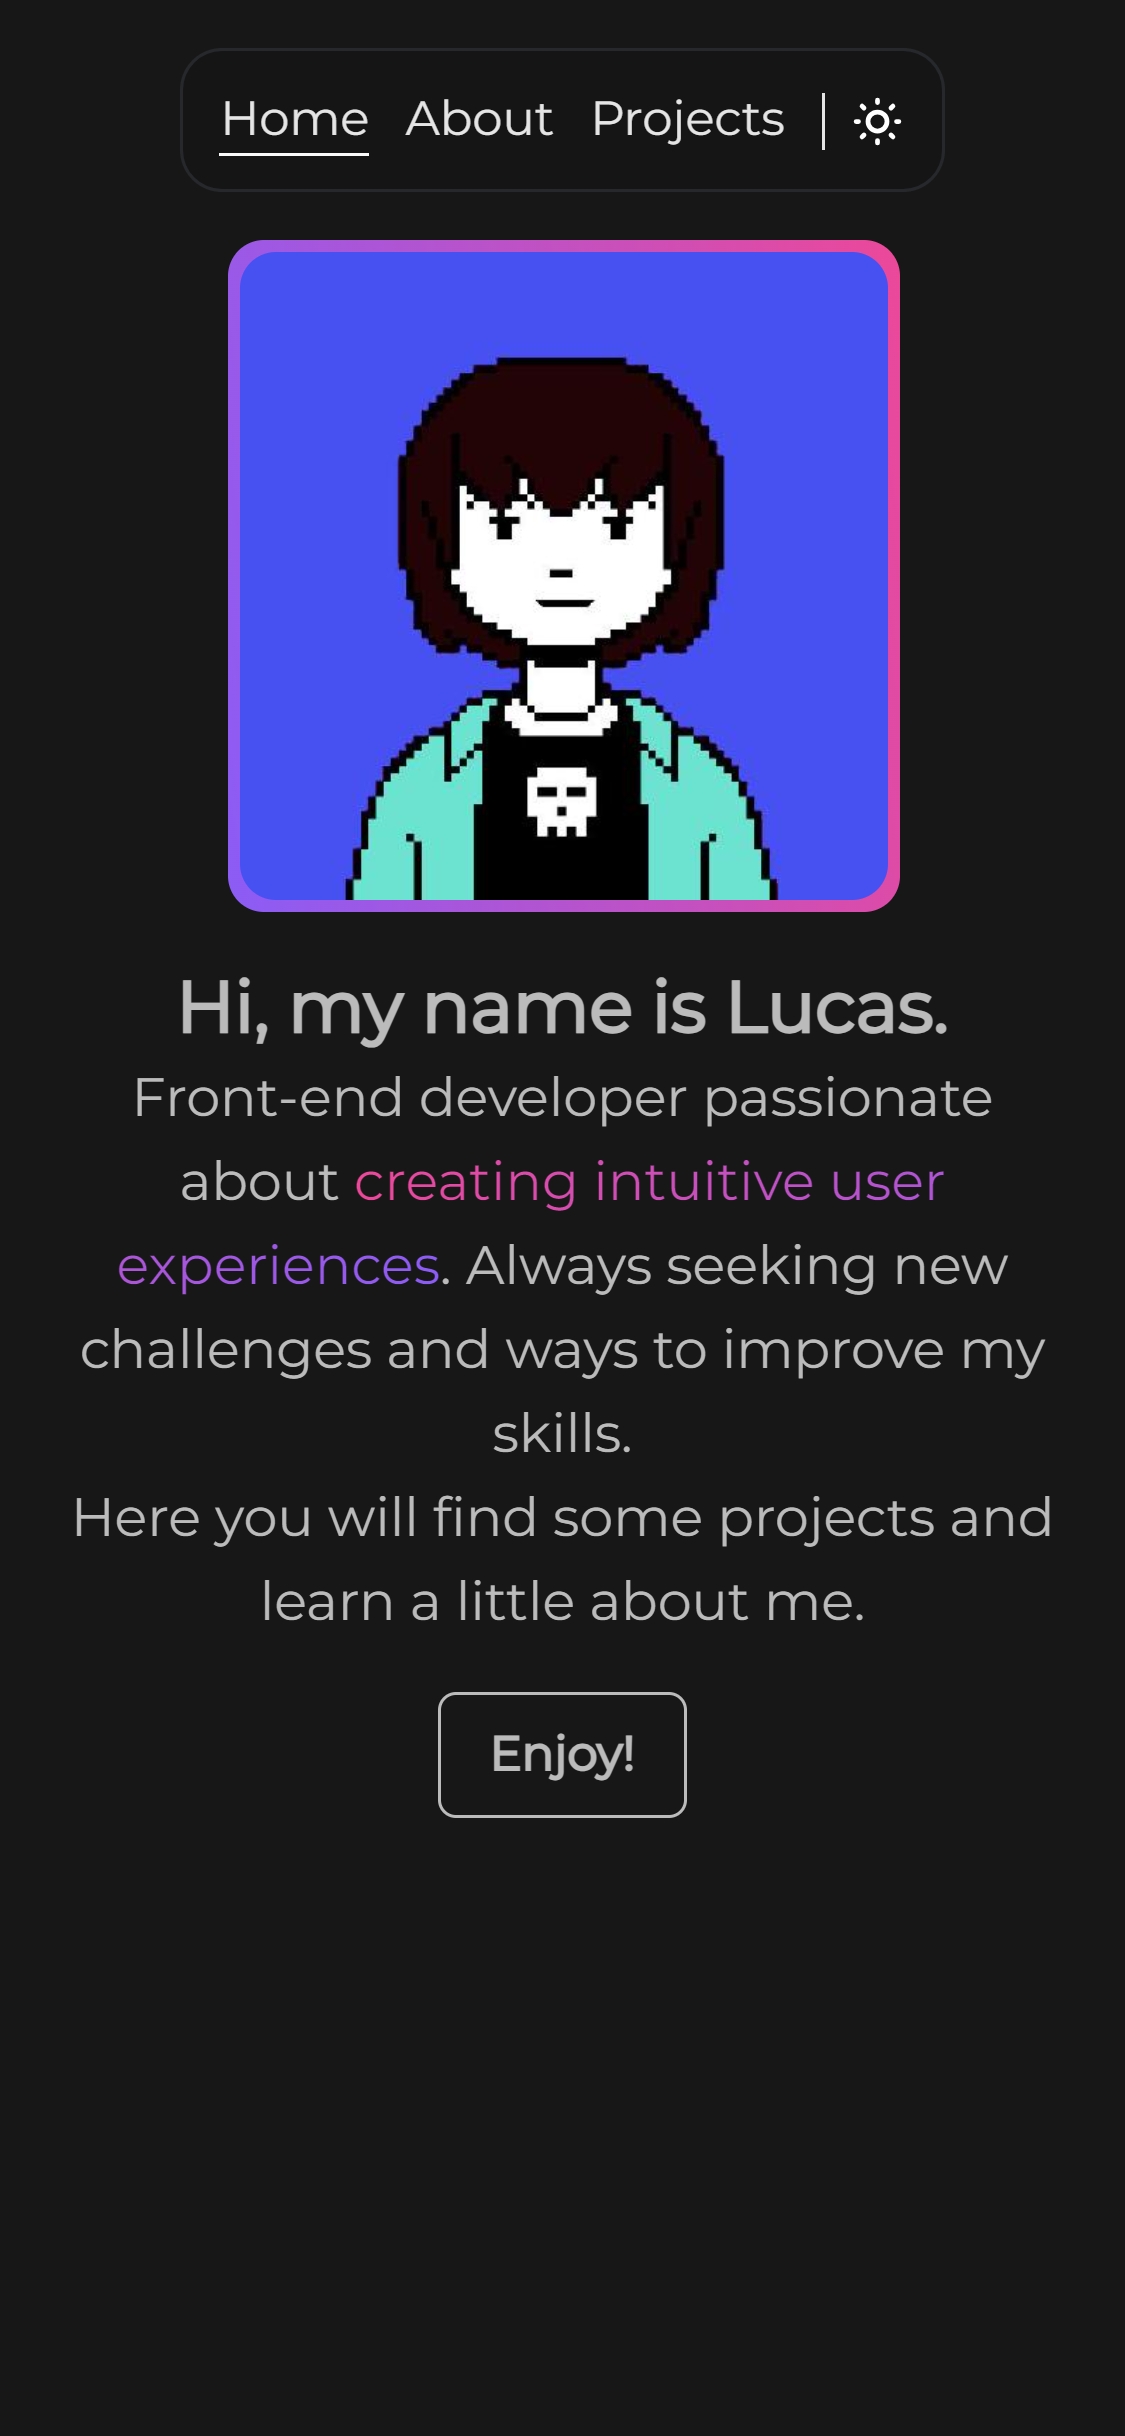 Home About Projects
Hi, my name is Lucas.
Front-end developer passionate
about creating intuitive user
experiences. Always seeking new
challenges and ways to improve my
skills.
Here you will find some projects and
learn a little about me.
Enjoy!